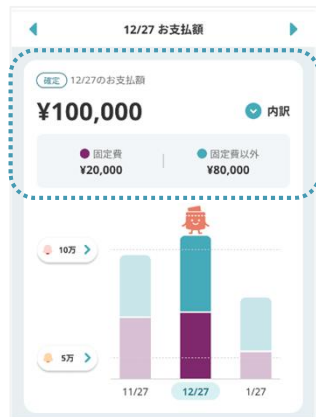 12/27 お支払額
確定 12/27のお支払額
¥100,000
内訳
固定費 固定費以外
¥20,000 ¥80,000
10万
5万
11/27 12/27 1/27